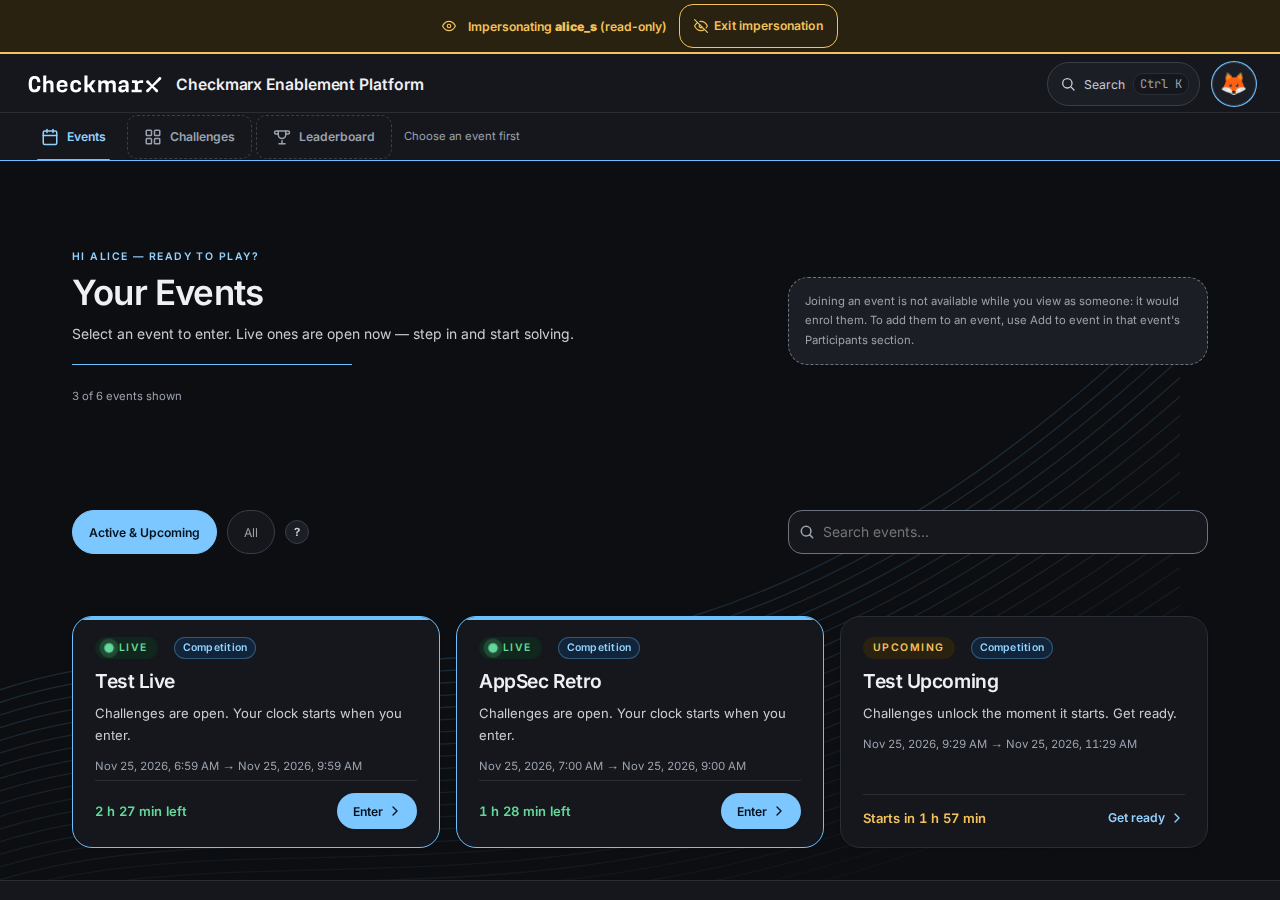 Impersonating alice_s (read-only)
Exit impersonation
Checkmarx
Checkmarx Enablement Platform
Search
Ctrl K
Events
Challenges
Leaderboard
Choose an event first
HI ALICE — READY TO PLAY?
Your Events
Select an event to enter. Live ones are open now — step in and start solving.
3 of 6 events shown
Joining an event is not available while you view as someone: it would
enrol them. To add them to an event, use Add to event in that event's
Participants section.
Active & Upcoming
All
?
Search events...
LIVE
Competition
Test Live
Challenges are open. Your clock starts when you
enter.
Nov 25, 2026, 6:59 AM → Nov 25, 2026, 9:59 AM
2 h 27 min left
Enter
LIVE
Competition
AppSec Retro
Challenges are open. Your clock starts when you
enter.
Nov 25, 2026, 7:00 AM → Nov 25, 2026, 9:00 AM
1 h 28 min left
Enter
UPCOMING
Competition
Test Upcoming
Challenges unlock the moment it starts. Get ready.
Nov 25, 2026, 9:29 AM → Nov 25, 2026, 11:29 AM
Starts in 1 h 57 min
Get ready